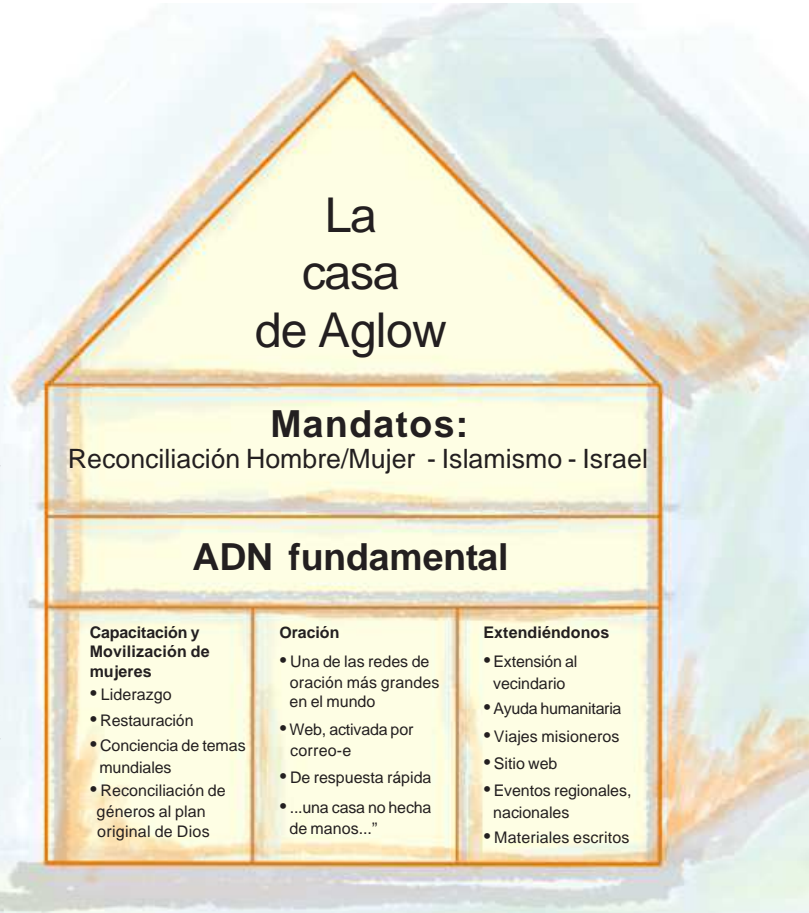 La
casa
de Aglow
Mandatos:
Reconciliación Hombre/Mujer - Islamismo - Israel
ADN fundamental
Capacitación y
Movilización de
mujeres
• Liderazgo
• Restauración
• Conciencia de temas
mundiales
• Reconciliación de
géneros al plan
original de Dios
Oración
• Una de las redes de
oración más grandes
en el mundo
• Web, activada por
correo-e
• De respuesta rápida
• ...una casa no hecha
de manos..."
Extendiéndonos
• Extensión al
vecindario
• Ayuda humanitaria
• Viajes misioneros
• Sitio web
• Eventos regionales,
nacionales
• Materiales escritos